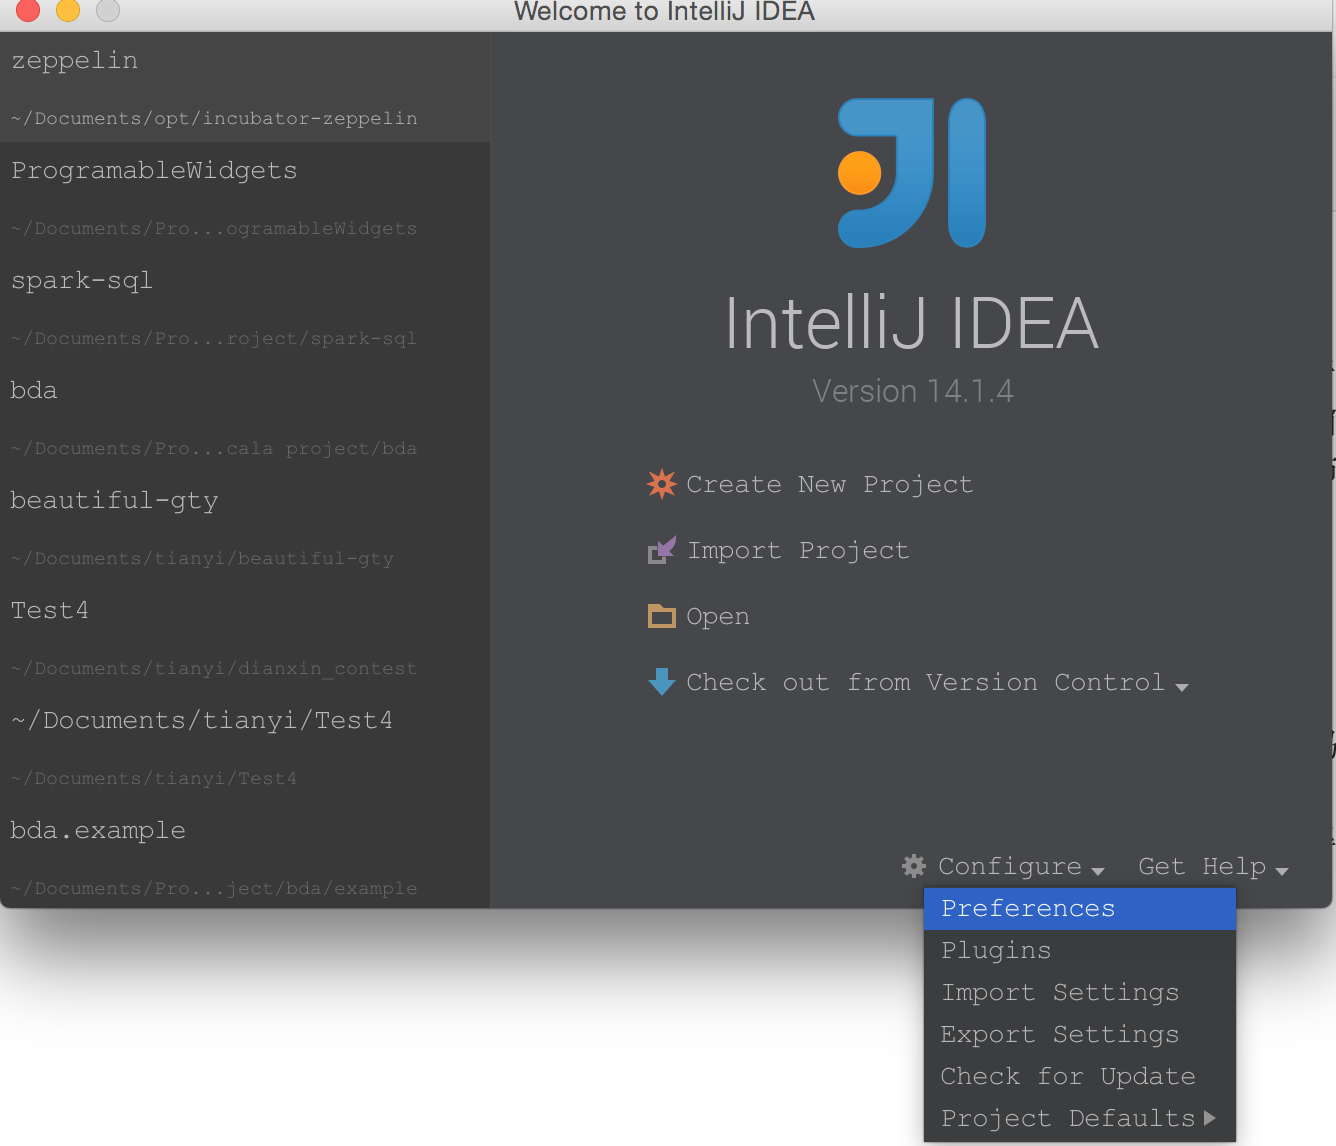 Welcome to IntelliJ IDEA
zeppelin
~/Documents/opt/incubator-zeppelin
ProgramableWidgets
~/Documents/Pro...ogramableWidgets
spark-sql
~/Documents/Pro...roject/spark-sql
bda
~/Documents/Pro...cala project/bda
beautiful-gty
~/Documents/tianyi/beautiful-gty
Test4
~/Documents/tianyi/dianxin_contest
~/Documents/tianyi/Test4
~/Documents/tianyi/Test4
bda.example
~/Documents/Pro...ject/bda/example
IntelliJ IDEA
Version 14.1.4
Create New Project
Import Project
Open
Check out from Version Control
Configure
Get Help
Preferences
Plugins
Import Settings
Export Settings
Check for Update
Project Defaults